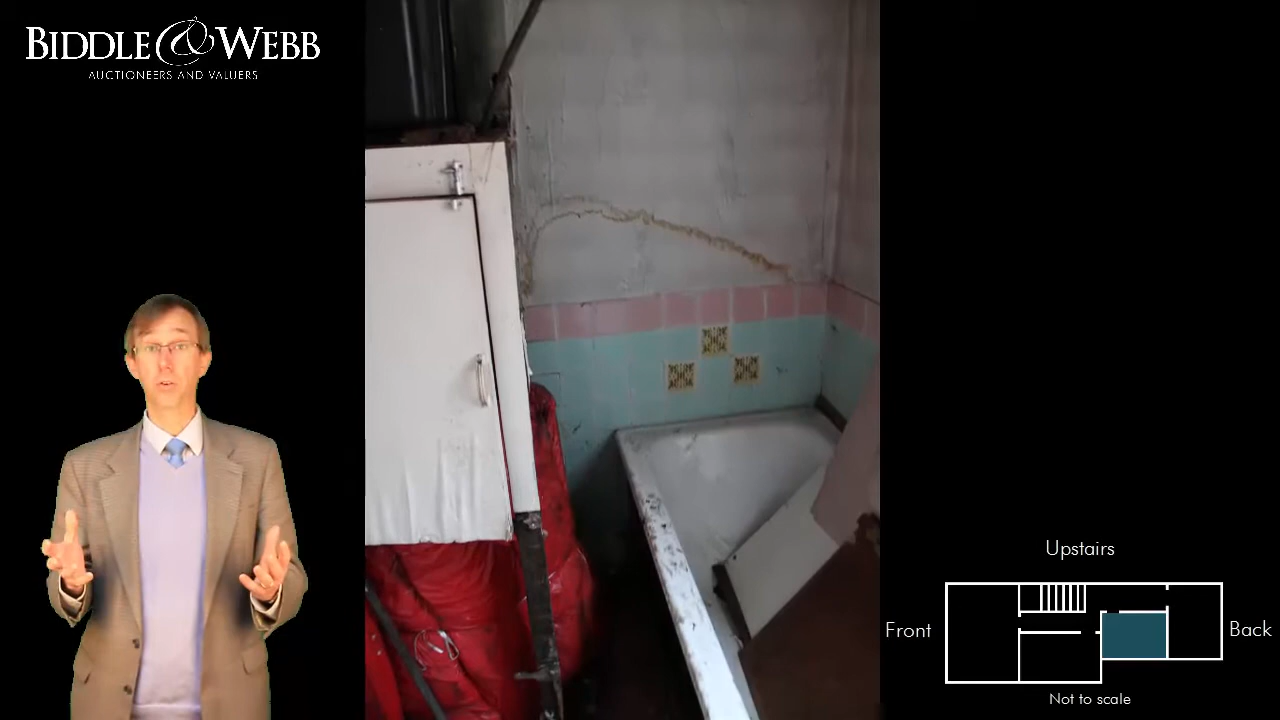 BIDDLE & WEBB
AUCTIONEERS AND VALUERS
Upstairs
Front
Back
Not to scale